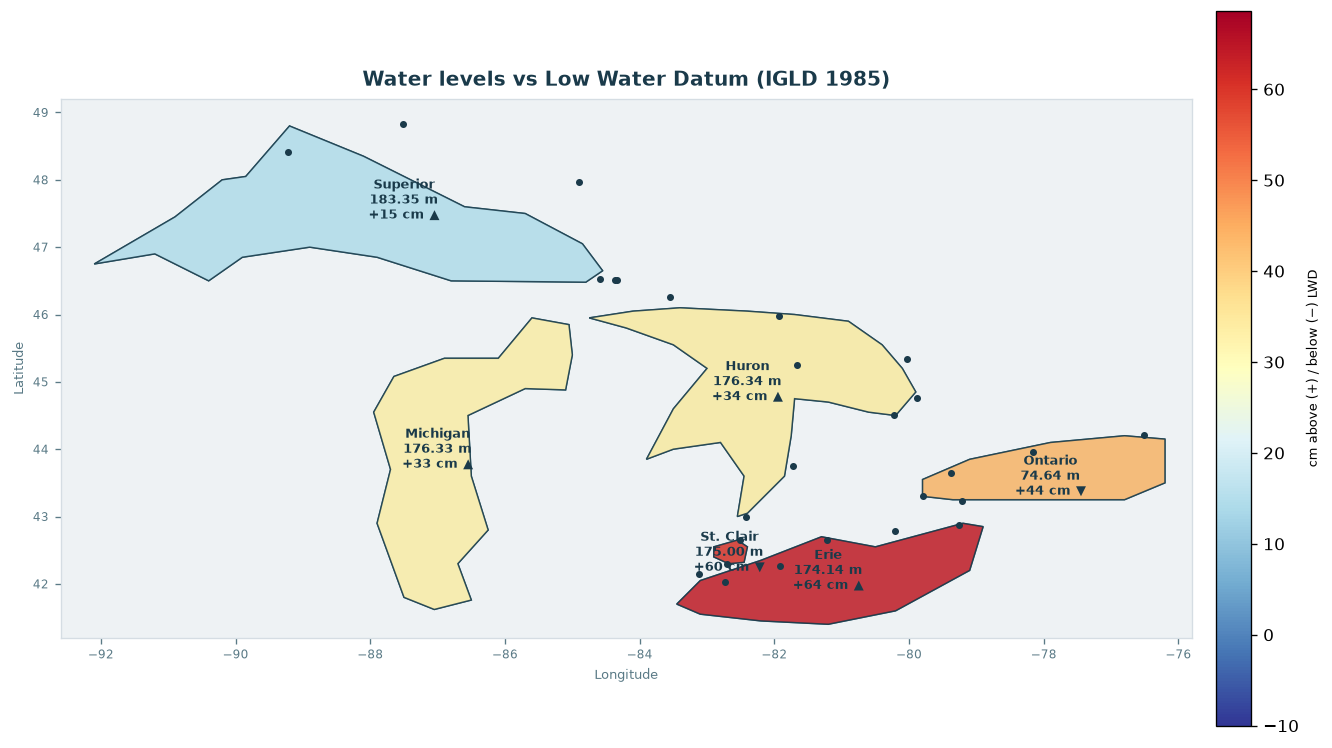 Water levels vs Low Water Datum (IGLD 1985)
Latitude
49
48
47
46
45
44
43
42
Superior
183.35 m
+15 cm ▲
Michigan
176.33 m
+33 cm ▲
Huron
176.34 m
+34 cm ▲
St. Clair
175.00 m
+60 cm ▼
Erie
174.14 m
+64 cm ▲
Ontario
74.64 m
+44 cm ▼
−92
−90
−88
−86
−84
−82
−80
−78
−76
Longitude
60
50
40
30
20
10
0
−10
cm above (+) / below (−) LWD